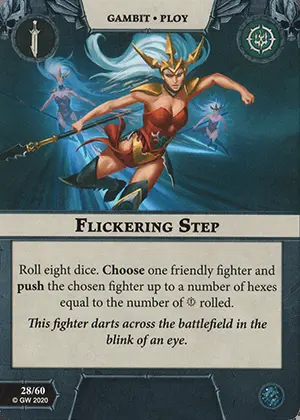 GAMBIT • PLOY
FLICKERING STEP
Roll eight dice. Choose one friendly fighter and
push the chosen fighter up to a number of hexes
equal to the number of rolled.
This fighter darts across the battlefield in the
blink of an eye.
28/60
© GW 2020